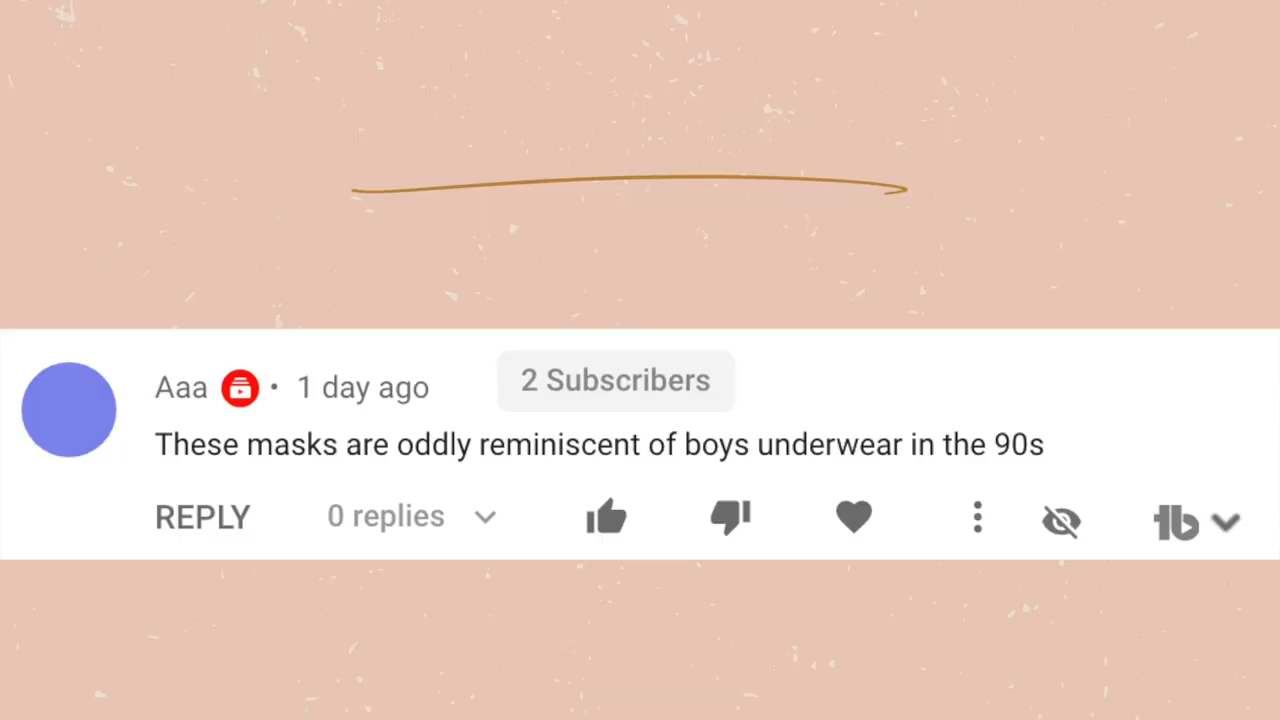 Aaa • 1 day ago 2 Subscribers
These masks are oddly reminiscent of boys underwear in the 90s
REPLY 0 replies
tb